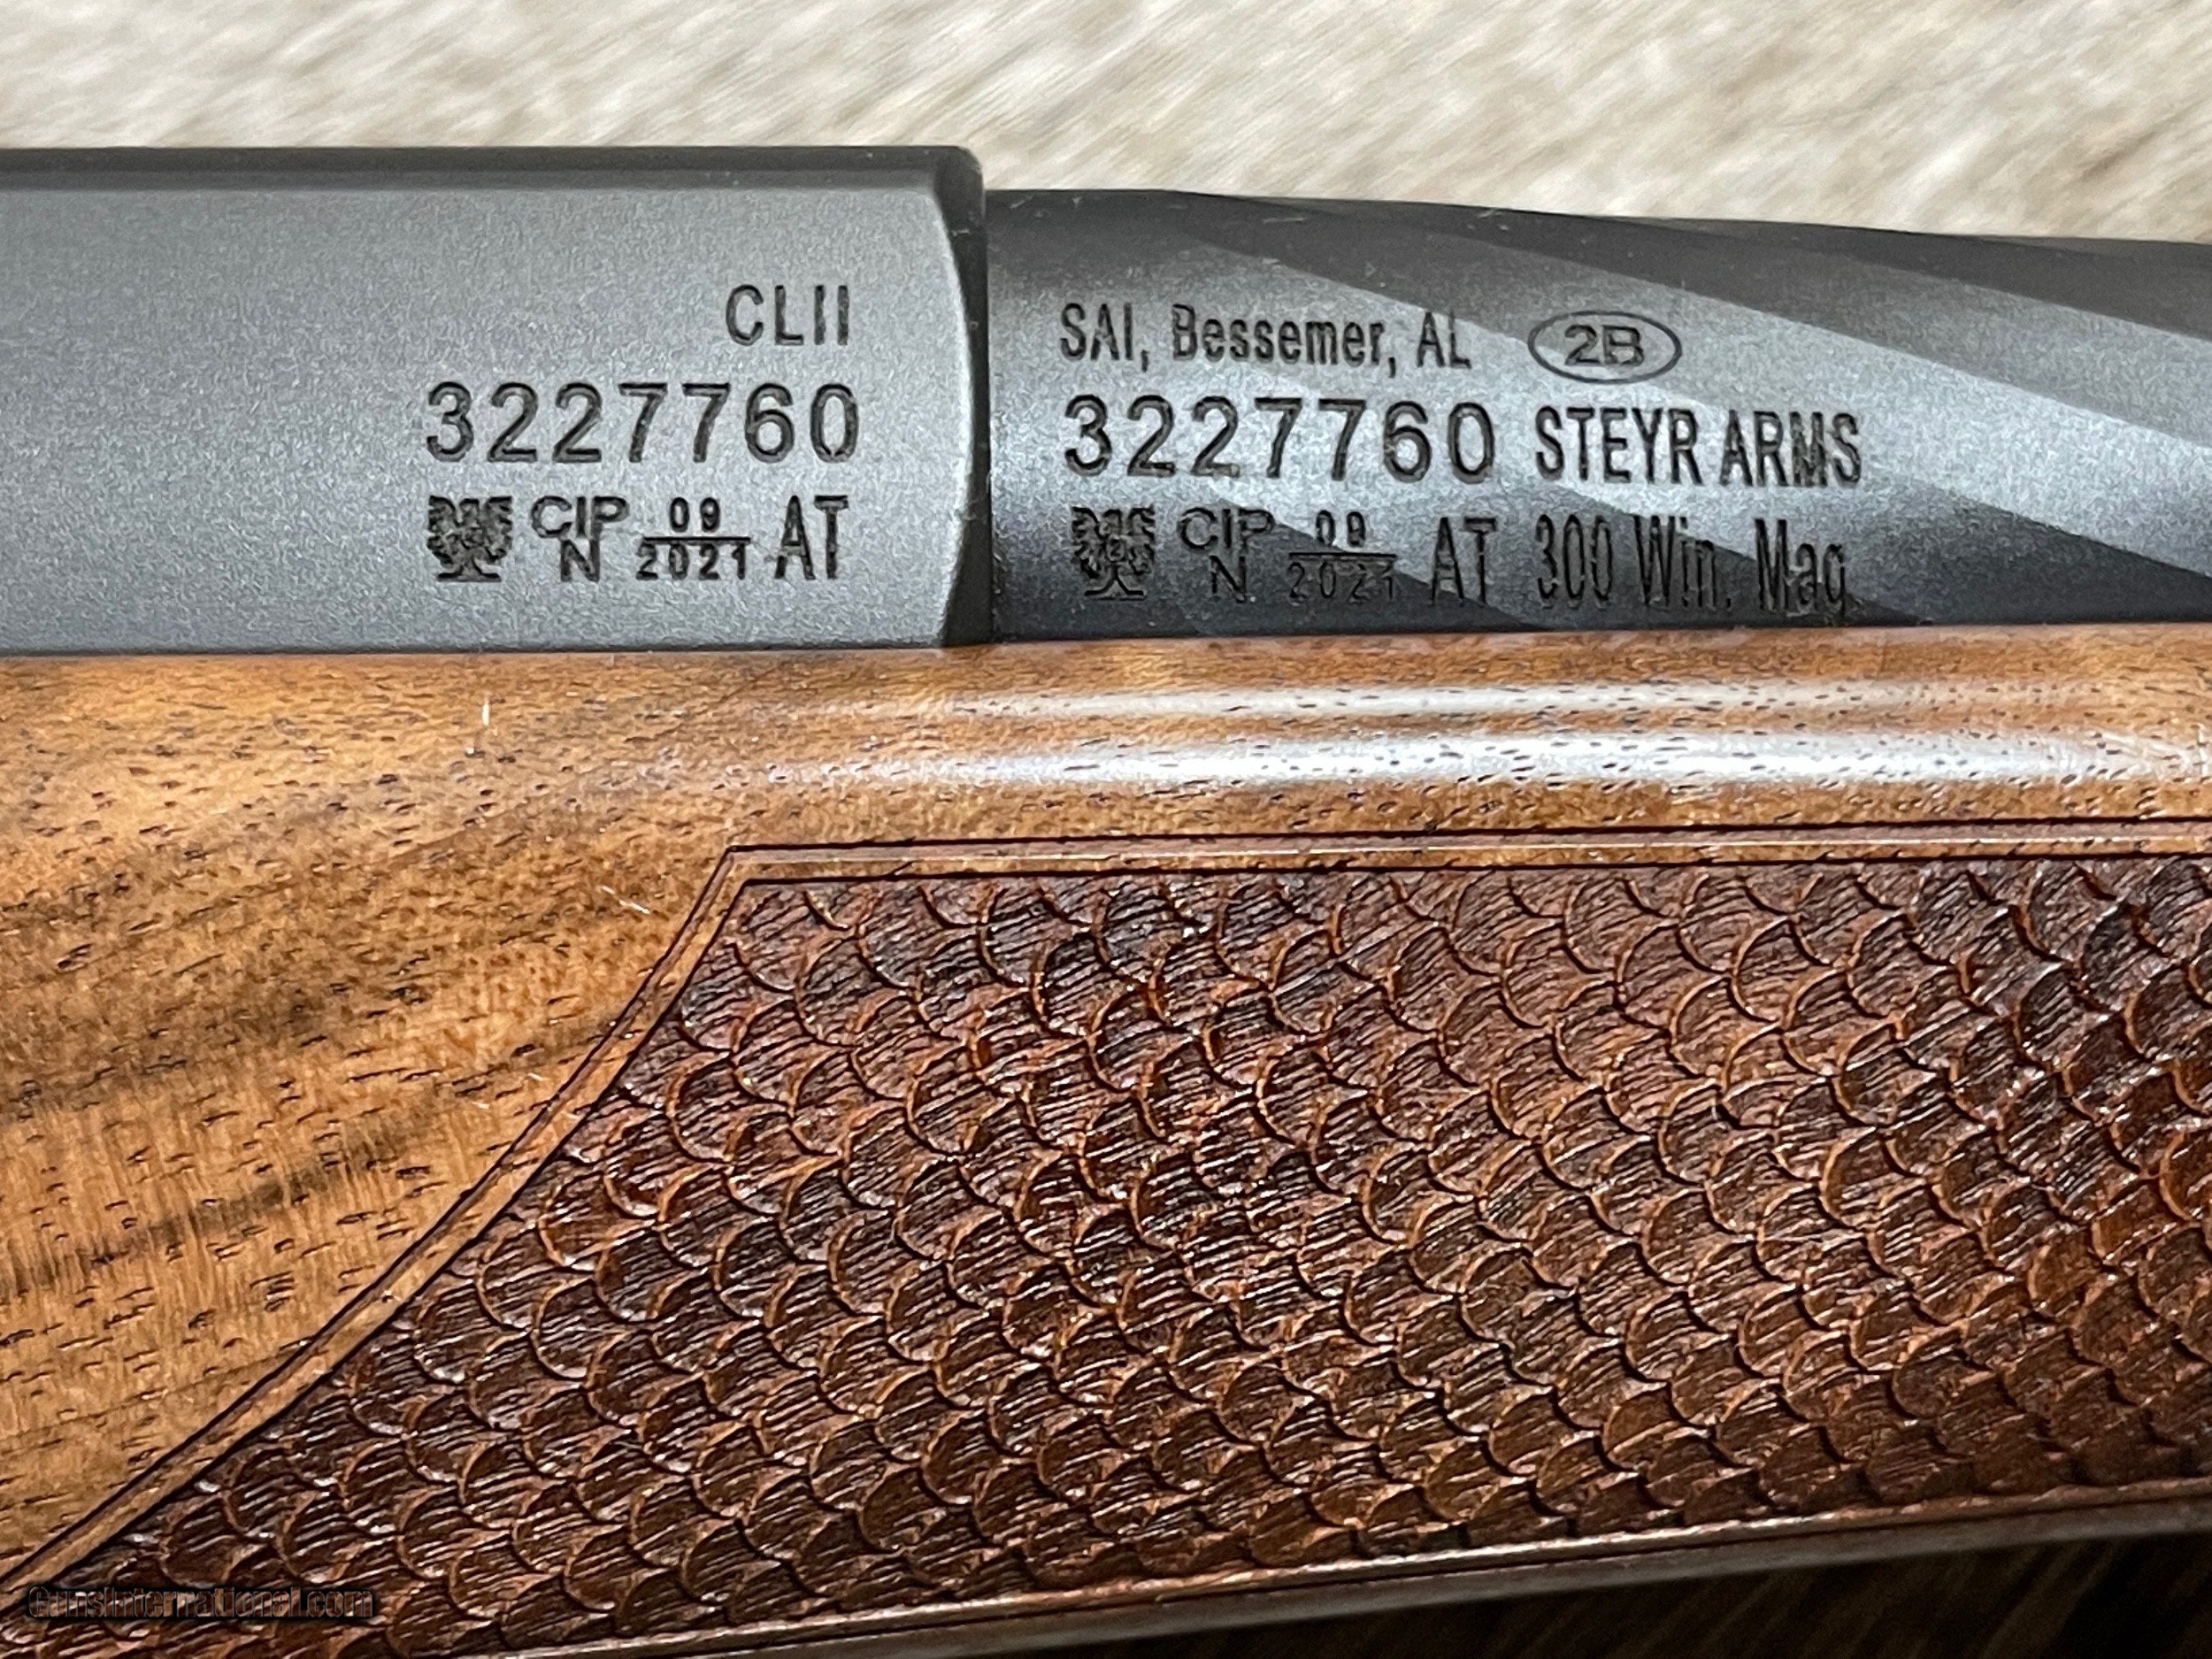 CLII
3227760
CIP N 09/2021 AT
SAI, Bessemer, AL 2B
3227760 STEYR ARMS
CIP N 09/2021 AT 300 Win. Mag
GunsInternational.com